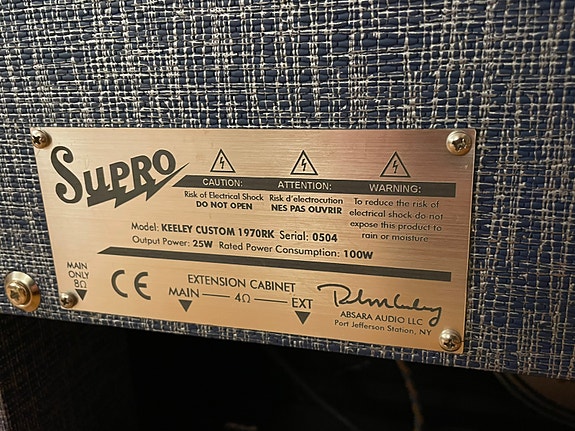 SUPRO
CAUTION:
Risk of Electrical Shock
DO NOT OPEN
ATTENTION:
Risk d'electrocution
NES PAS OUVRIR
WARNING:
To reduce the risk of
electrical shock do not
expose this product to
rain or moisture
Model: KEELEY CUSTOM 1970RK Serial: 0504
Output Power: 25W Rated Power Consumption: 100W
MAIN
ONLY
8Ω
CE
EXTENSION CABINET
MAIN 4Ω EXT
ABSARA AUDIO LLC
Port Jefferson Station, NY